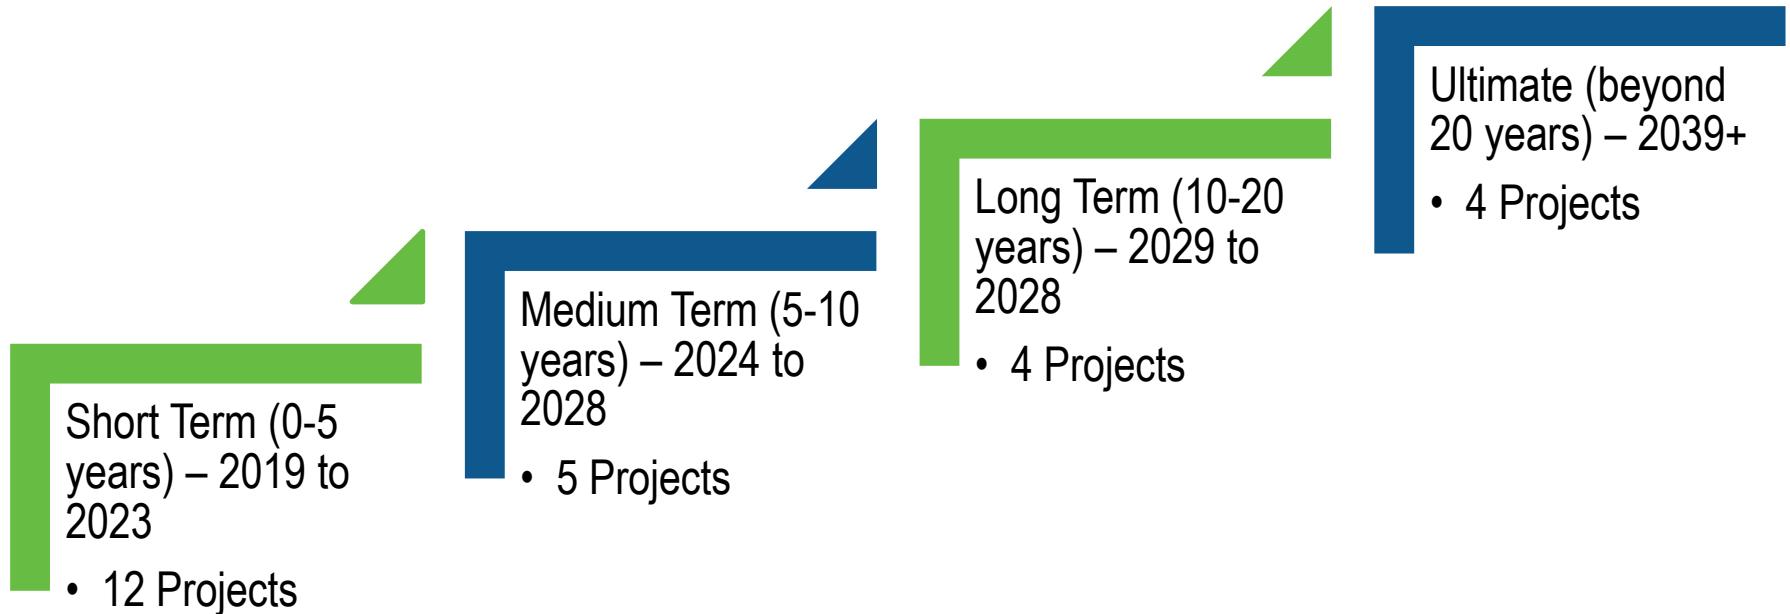 Short Term (0-5
years) – 2019 to
2023
• 12 Projects
Medium Term (5-10
years) – 2024 to
2028
• 5 Projects
Long Term (10-20
years) – 2029 to
2028
• 4 Projects
Ultimate (beyond
20 years) – 2039+
• 4 Projects